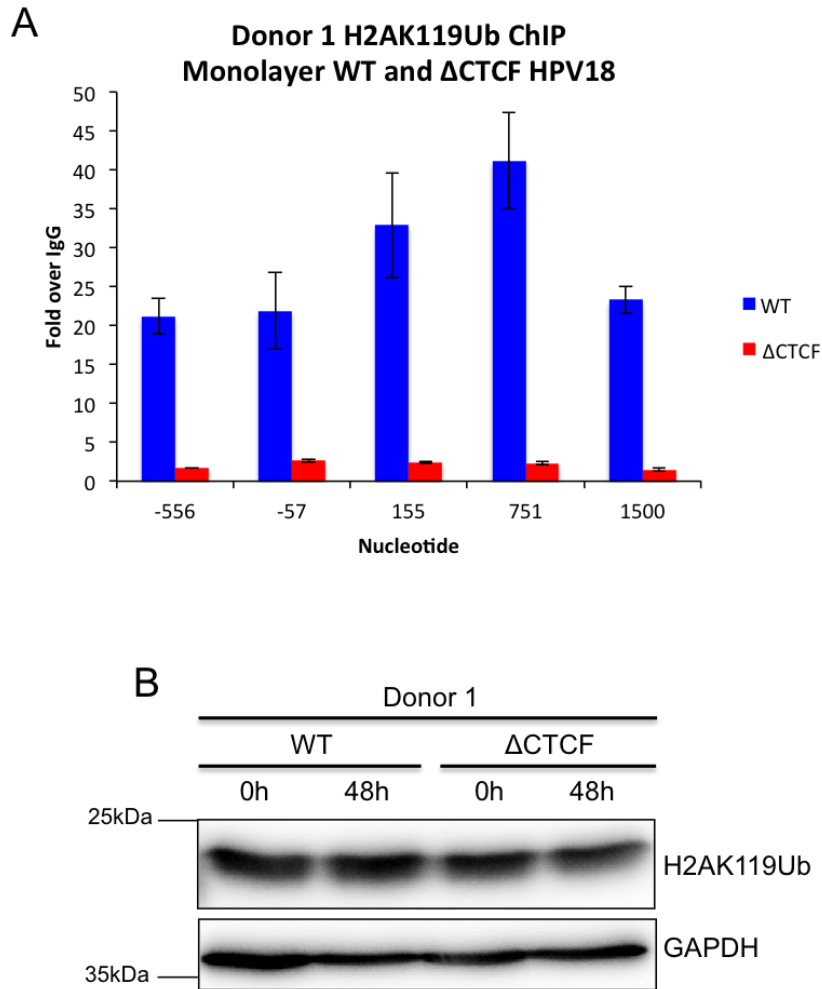 A
Donor 1 H2AK119Ub ChIP
Monolayer WT and ΔCTCF HPV18
50
45
40
35
30
25
20
15
10
5
0
Fold over IgG
-556 -57 155 751 1500
Nucleotide
WT
ΔCTCF
B
Donor 1
WT ΔCTCF
0h 48h 0h 48h
25kDa
H2AK119Ub
GAPDH
35kDa